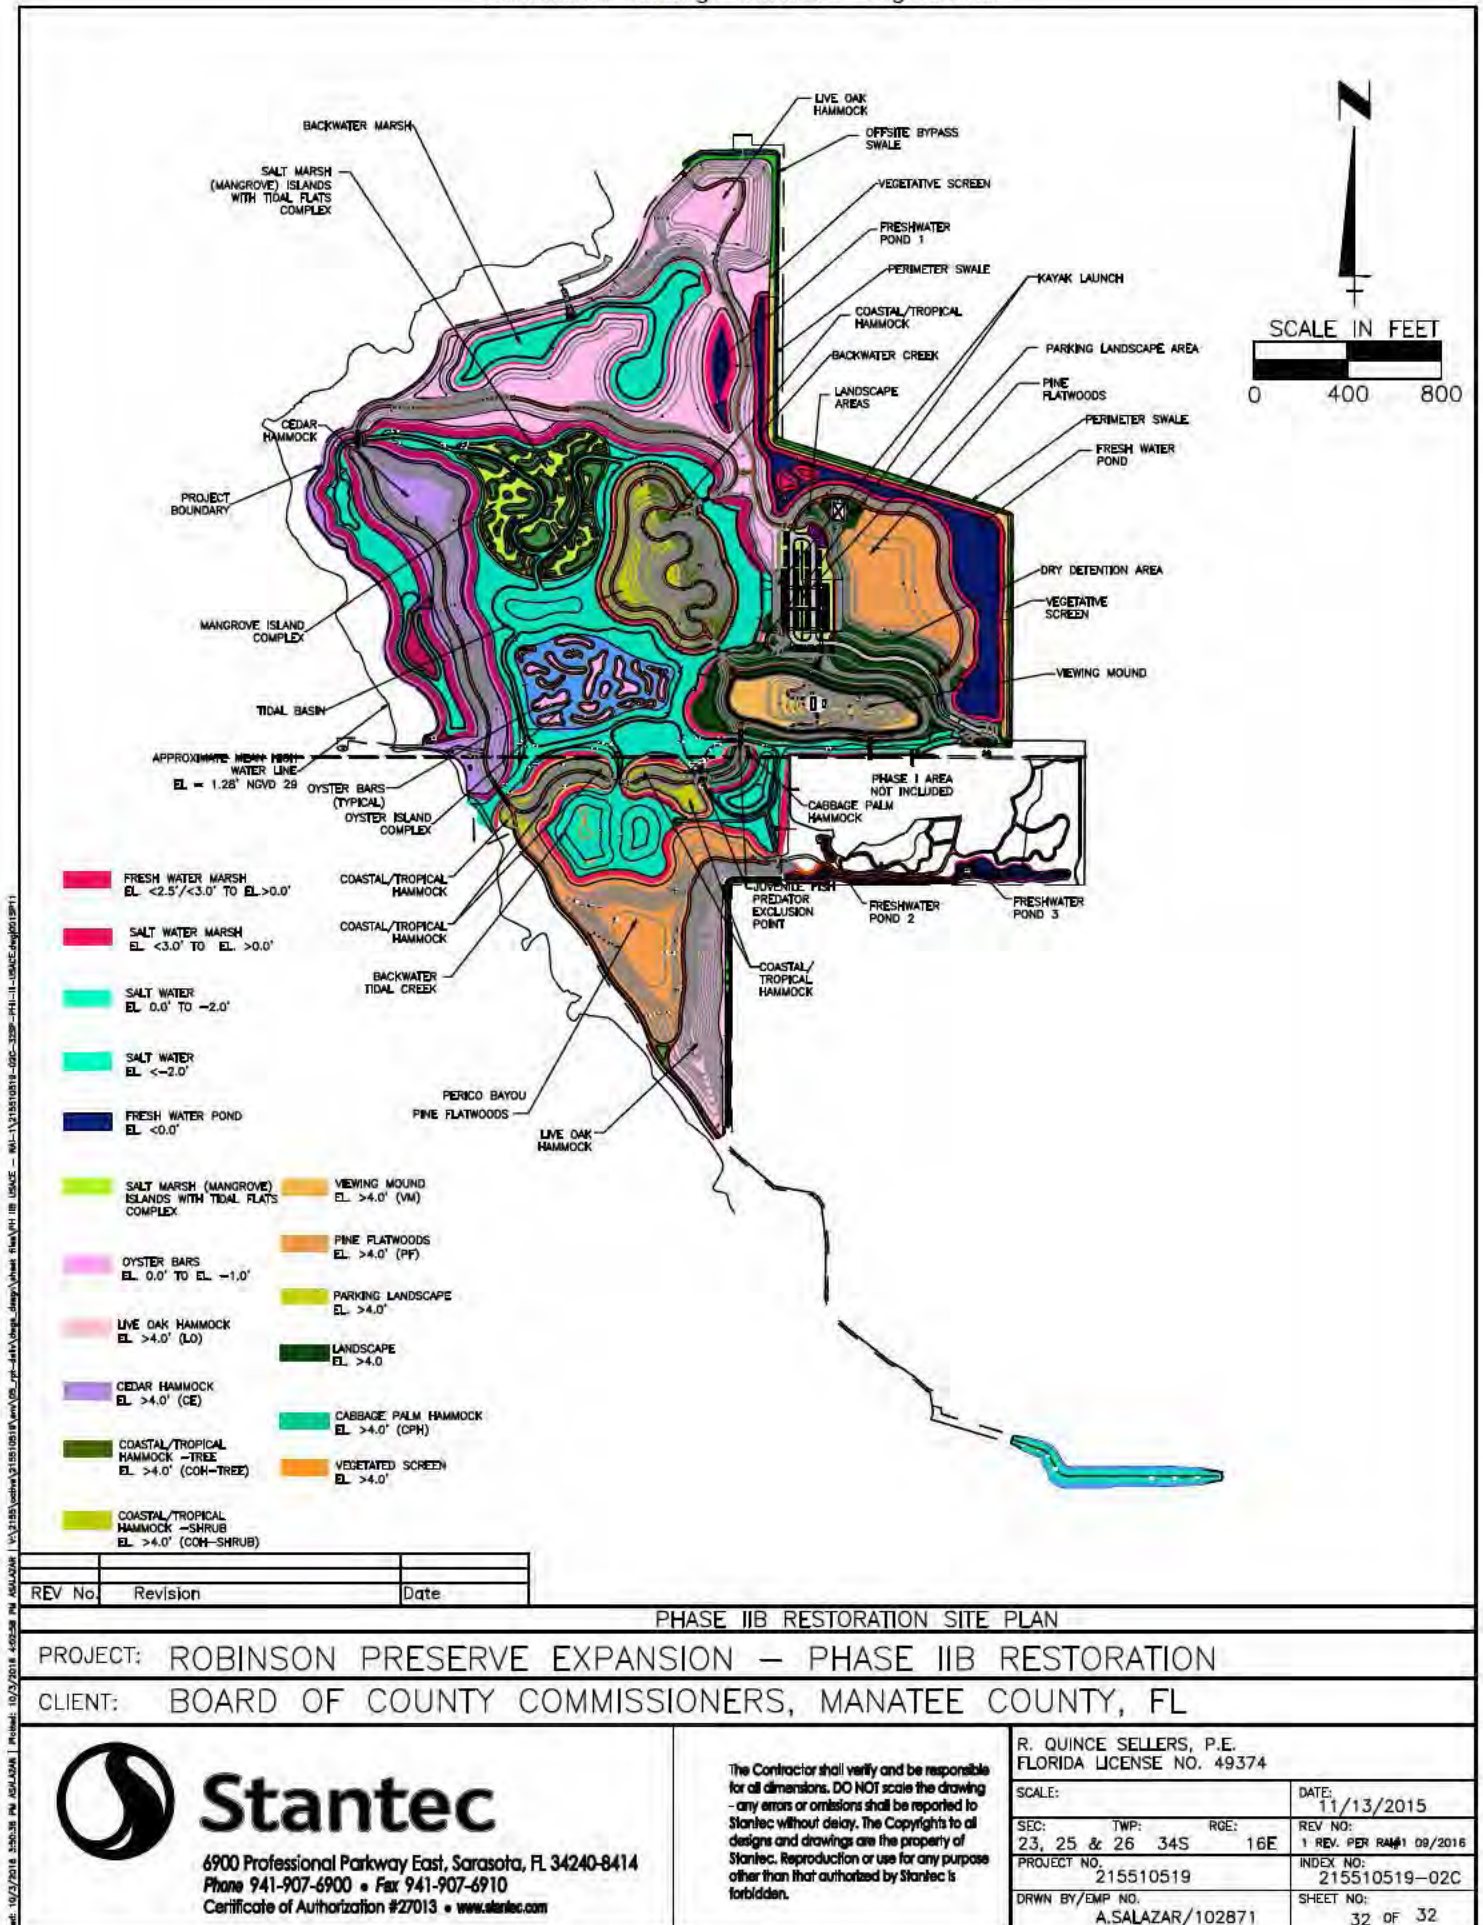 LIVE OAK
HAMMOCK
BACKWATER MARSH
OFFSITE BYPASS
SWALE
SALT MARSH
(MANGROVE) ISLANDS
WITH TIDAL FLATS
COMPLEX
VEGETATIVE SCREEN
FRESHWATER
POND 1
PERIMETER SWALE
KAYAK LAUNCH
COASTAL/TROPICAL
HAMMOCK
BACKWATER CREEK
PARKING LANDSCAPE AREA
LANDSCAPE
AREAS
PINE
FLATWOODS
PERIMETER SWALE
FRESH WATER
POND
N
SCALE IN FEET
0 400 800
CEDAR
HAMMOCK
PROJECT
BOUNDARY
DRY DETENTION AREA
VEGETATIVE
SCREEN
MANGROVE ISLAND
COMPLEX
VIEWING MOUND
TIDAL BASIN
APPROXIMATE MEAN HIGH
WATER LINE
EL = 1.28' NGVD 29
OYSTER BARS
(TYPICAL)
OYSTER ISLAND
COMPLEX
PHASE I AREA
NOT INCLUDED
CABBAGE PALM
HAMMOCK
COASTAL/TROPICAL
HAMMOCK
COASTAL/TROPICAL
HAMMOCK
JUVENILE FISH
PREDATOR
EXCLUSION
POINT
FRESHWATER
POND 2
FRESHWATER
POND 3
BACKWATER
TIDAL CREEK
COASTAL/
TROPICAL
HAMMOCK
PERICO BAYOU
PINE FLATWOODS
LIVE OAK
HAMMOCK
FRESH WATER MARSH
EL <2.5'/<3.0' TO EL>0.0'
SALT WATER MARSH
EL <3.0' TO EL. >0.0'
SALT WATER
EL 0.0' TO -2.0'
SALT WATER
EL <-2.0'
FRESH WATER POND
EL <0.0'
SALT MARSH (MANGROVE)
ISLANDS WITH TIDAL FLATS
COMPLEX
OYSTER BARS
EL. 0.0' TO EL. -1.0'
LIVE OAK HAMMOCK
EL >4.0' (LO)
CEDAR HAMMOCK
EL >4.0' (CE)
COASTAL/TROPICAL
HAMMOCK -TREE
EL >4.0' (COH-TREE)
COASTAL/TROPICAL
HAMMOCK -SHRUB
EL >4.0' (COH-SHRUB)
VIEWING MOUND
EL >4.0' (VM)
PINE FLATWOODS
EL. >4.0' (PF)
PARKING LANDSCAPE
EL. >4.0'
LANDSCAPE
EL. >4.0
CABBAGE PALM HAMMOCK
EL >4.0' (CPH)
VEGETATED SCREEN
EL >4.0'
REV No. Revision Date
PHASE IIB RESTORATION SITE PLAN
PROJECT: ROBINSON PRESERVE EXPANSION – PHASE IIB RESTORATION
CLIENT: BOARD OF COUNTY COMMISSIONERS, MANATEE COUNTY, FL
Stantec
6900 Professional Parkway East, Sarasota, FL 34240-8414
Phone 941-907-6900 • Fax 941-907-6910
Certificate of Authorization #27013 • www.stantec.com
The Contractor shall verify and be responsible
for all dimensions. DO NOT scale the drawing
- any errors or omissions shall be reported to
Stantec without delay. The Copyrights to all
designs and drawings are the property of
Stantec. Reproduction or use for any purpose
other than that authorized by Stantec is
forbidden.
R. QUINCE SELLERS, P.E.
FLORIDA LICENSE NO. 49374
SCALE:
DATE:
11/13/2015
SEC: TWP: RGE:
23, 25 & 26 34S 16E
REV NO:
1 REV. PER RAI#1 09/2016
PROJECT NO.
215510519
INDEX NO:
215510519-02C
DRWN BY/EMP NO.
A.SALAZAR/102871
SHEET NO:
32 OF 32